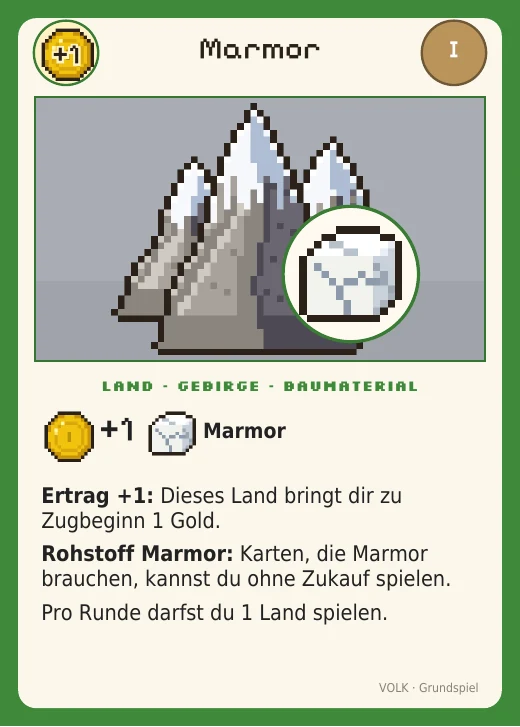 +1
Marmor
I
LAND - GEBIRGE - BAUMATERIAL
+1 Marmor
Ertrag +1: Dieses Land bringt dir zu
Zugbeginn 1 Gold.
Rohstoff Marmor: Karten, die Marmor
brauchen, kannst du ohne Zukauf spielen.
Pro Runde darfst du 1 Land spielen.
VOLK · Grundspiel